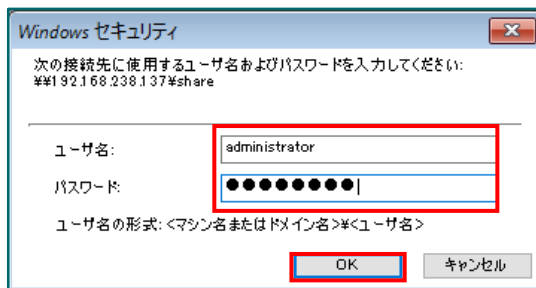 Windows セキュリティ
次の接続先に使用するユーザ名およびパスワードを入力してください:
¥¥192.168.238.137¥share
ユーザ名:
administrator
パスワード:
●●●●●●●●
ユーザ名の形式: <マシン名またはドメイン名>¥<ユーザ名>
OK
キャンセル